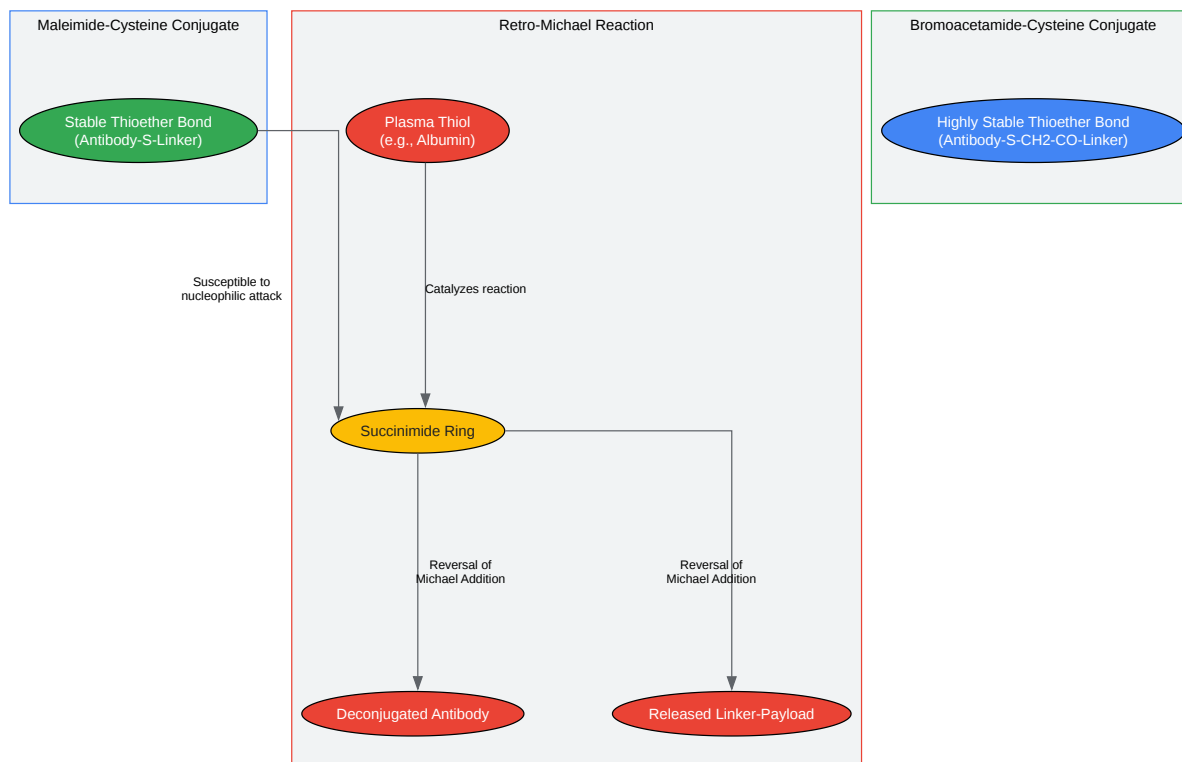 Maleimide-Cysteine Conjugate
Stable Thioether Bond
(Antibody-S-Linker)
Retro-Michael Reaction
Plasma Thiol
(e.g., Albumin)
Bromoacetamide-Cysteine Conjugate
Highly Stable Thioether Bond
(Antibody-S-CH2-CO-Linker)
Susceptible to
nucleophilic attack
Catalyzes reaction
Succinimide Ring
Reversal of
Michael Addition
Reversal of
Michael Addition
Deconjugated Antibody
Released Linker-Payload